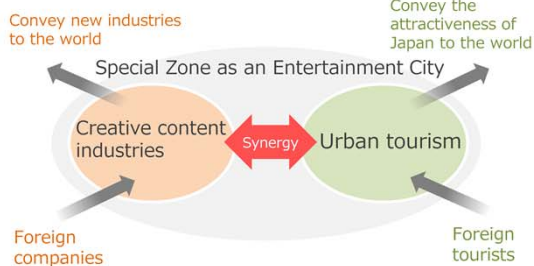 Convey new industries
to the world
Convey the
attractiveness of
Japan to the world
Special Zone as an Entertainment City
Creative content
industries
Synergy
Urban tourism
Foreign
companies
Foreign
tourists